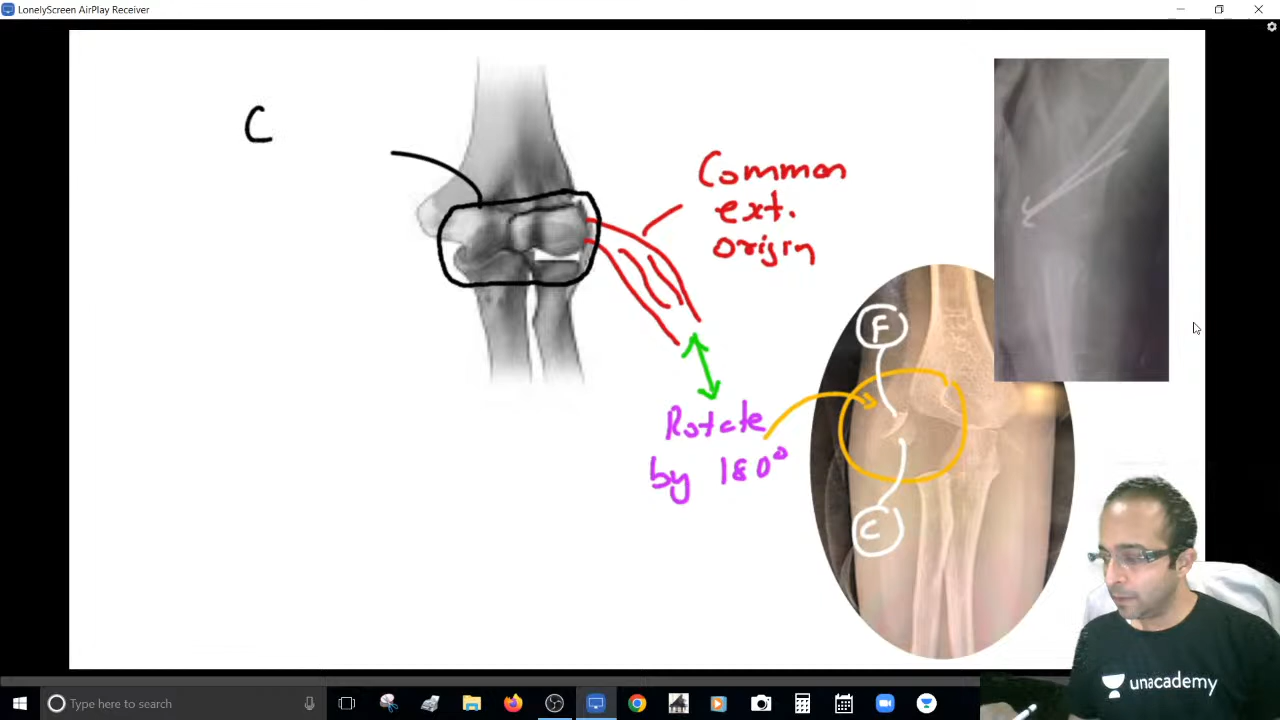 LonelyScreen AirPlay Receiver
C
Common
ext.
origin
F
Rotate
by 180°
C
unacademy
Type here to search